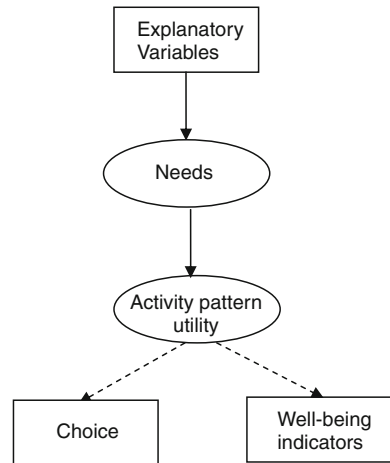 Explanatory
Variables
Needs
Activity pattern
utility
Choice
Well-being
indicators